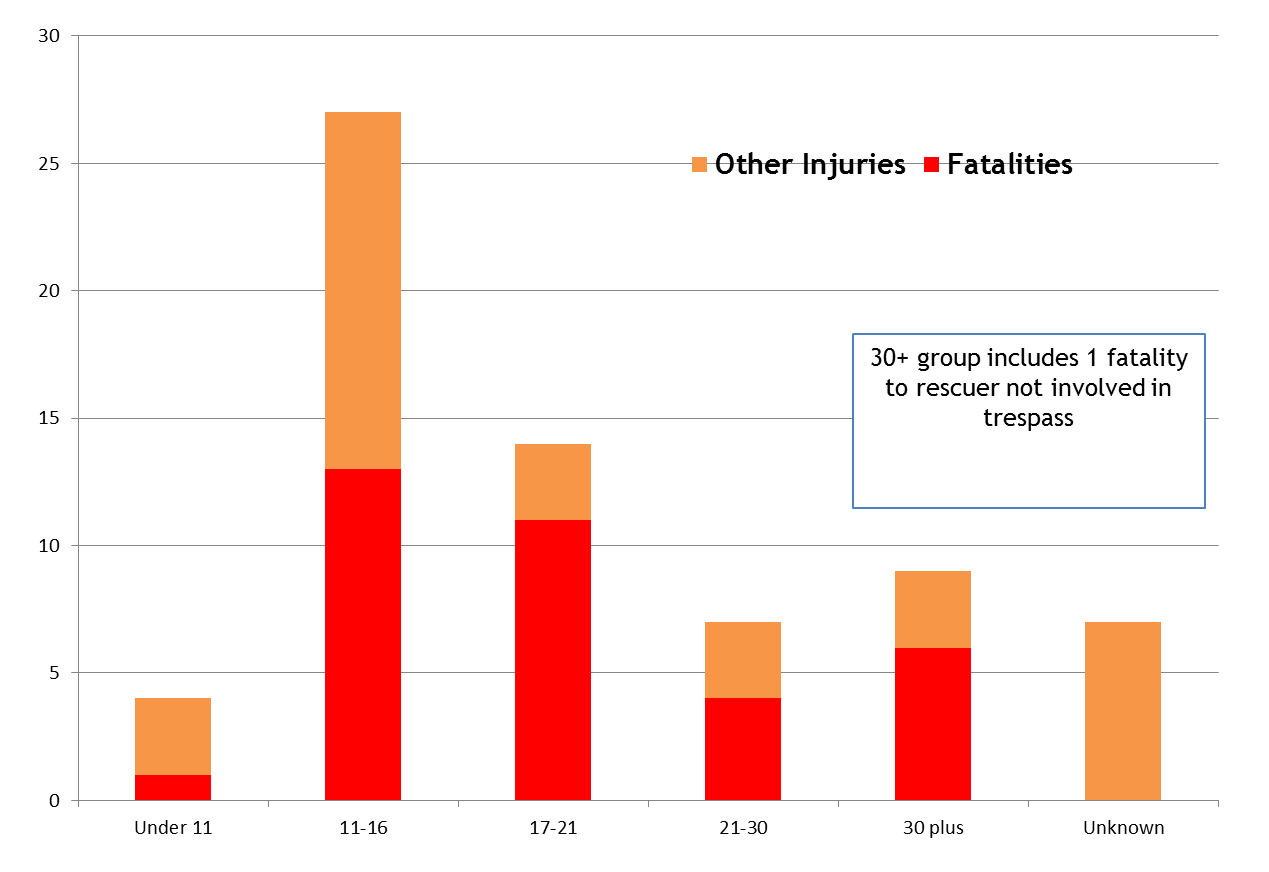 30
25
20
15
10
5
0
Other Injuries Fatalities
30+ group includes 1 fatality
to rescuer not involved in
trespass
Under 11 11-16 17-21 21-30 30 plus Unknown